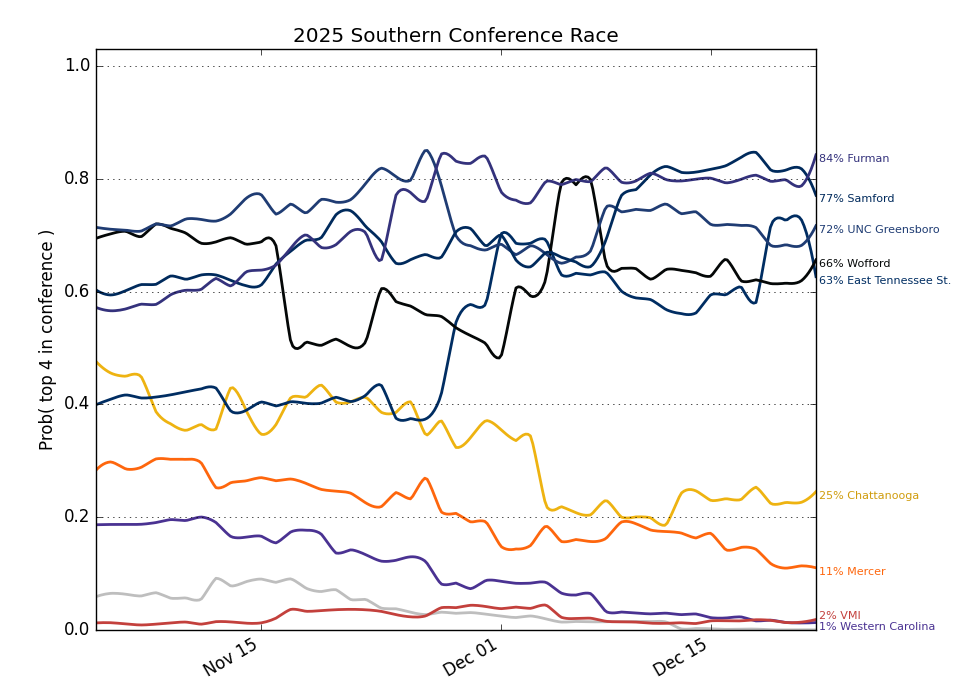 2025 Southern Conference Race
Prob( top 4 in conference )
1.0
0.8
0.6
0.4
0.2
0.0
Nov 15
Dec 01
Dec 15
84% Furman
77% Samford
72% UNC Greensboro
66% Wofford
63% East Tennessee St.
25% Chattanooga
11% Mercer
2% VMI
1% Western Carolina